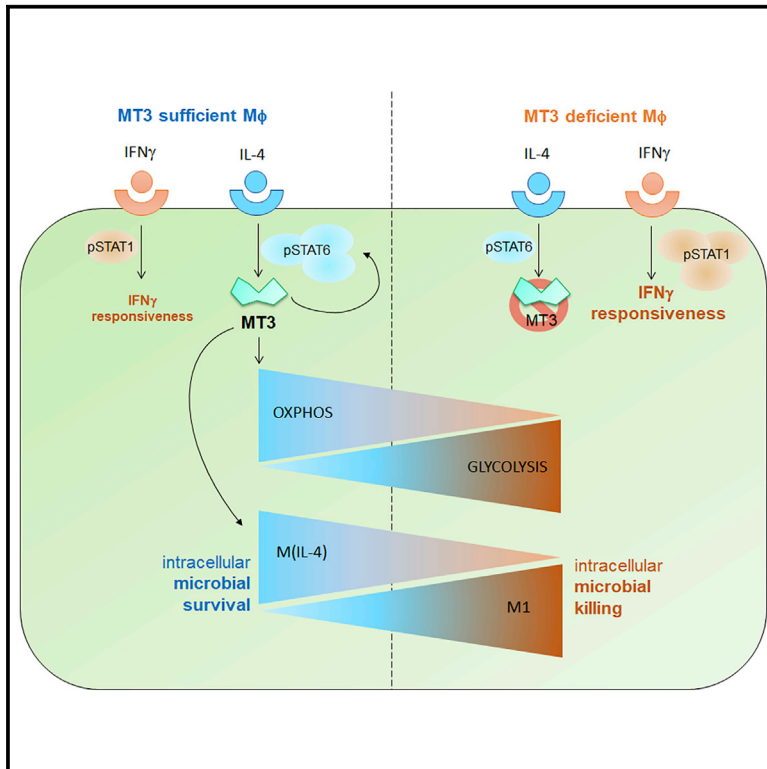 MT3 sufficient Mϕ
MT3 deficient Mϕ
IFNγ
IL-4
IL-4
IFNγ
pSTAT1
pSTAT6
pSTAT6
pSTAT1
IFNγ
responsiveness
MT3
MT3
IFNγ
responsiveness
OXPHOS
GLYCOLYSIS
M(IL-4)
intracellular
microbial
survival
M1
intracellular
microbial
killing